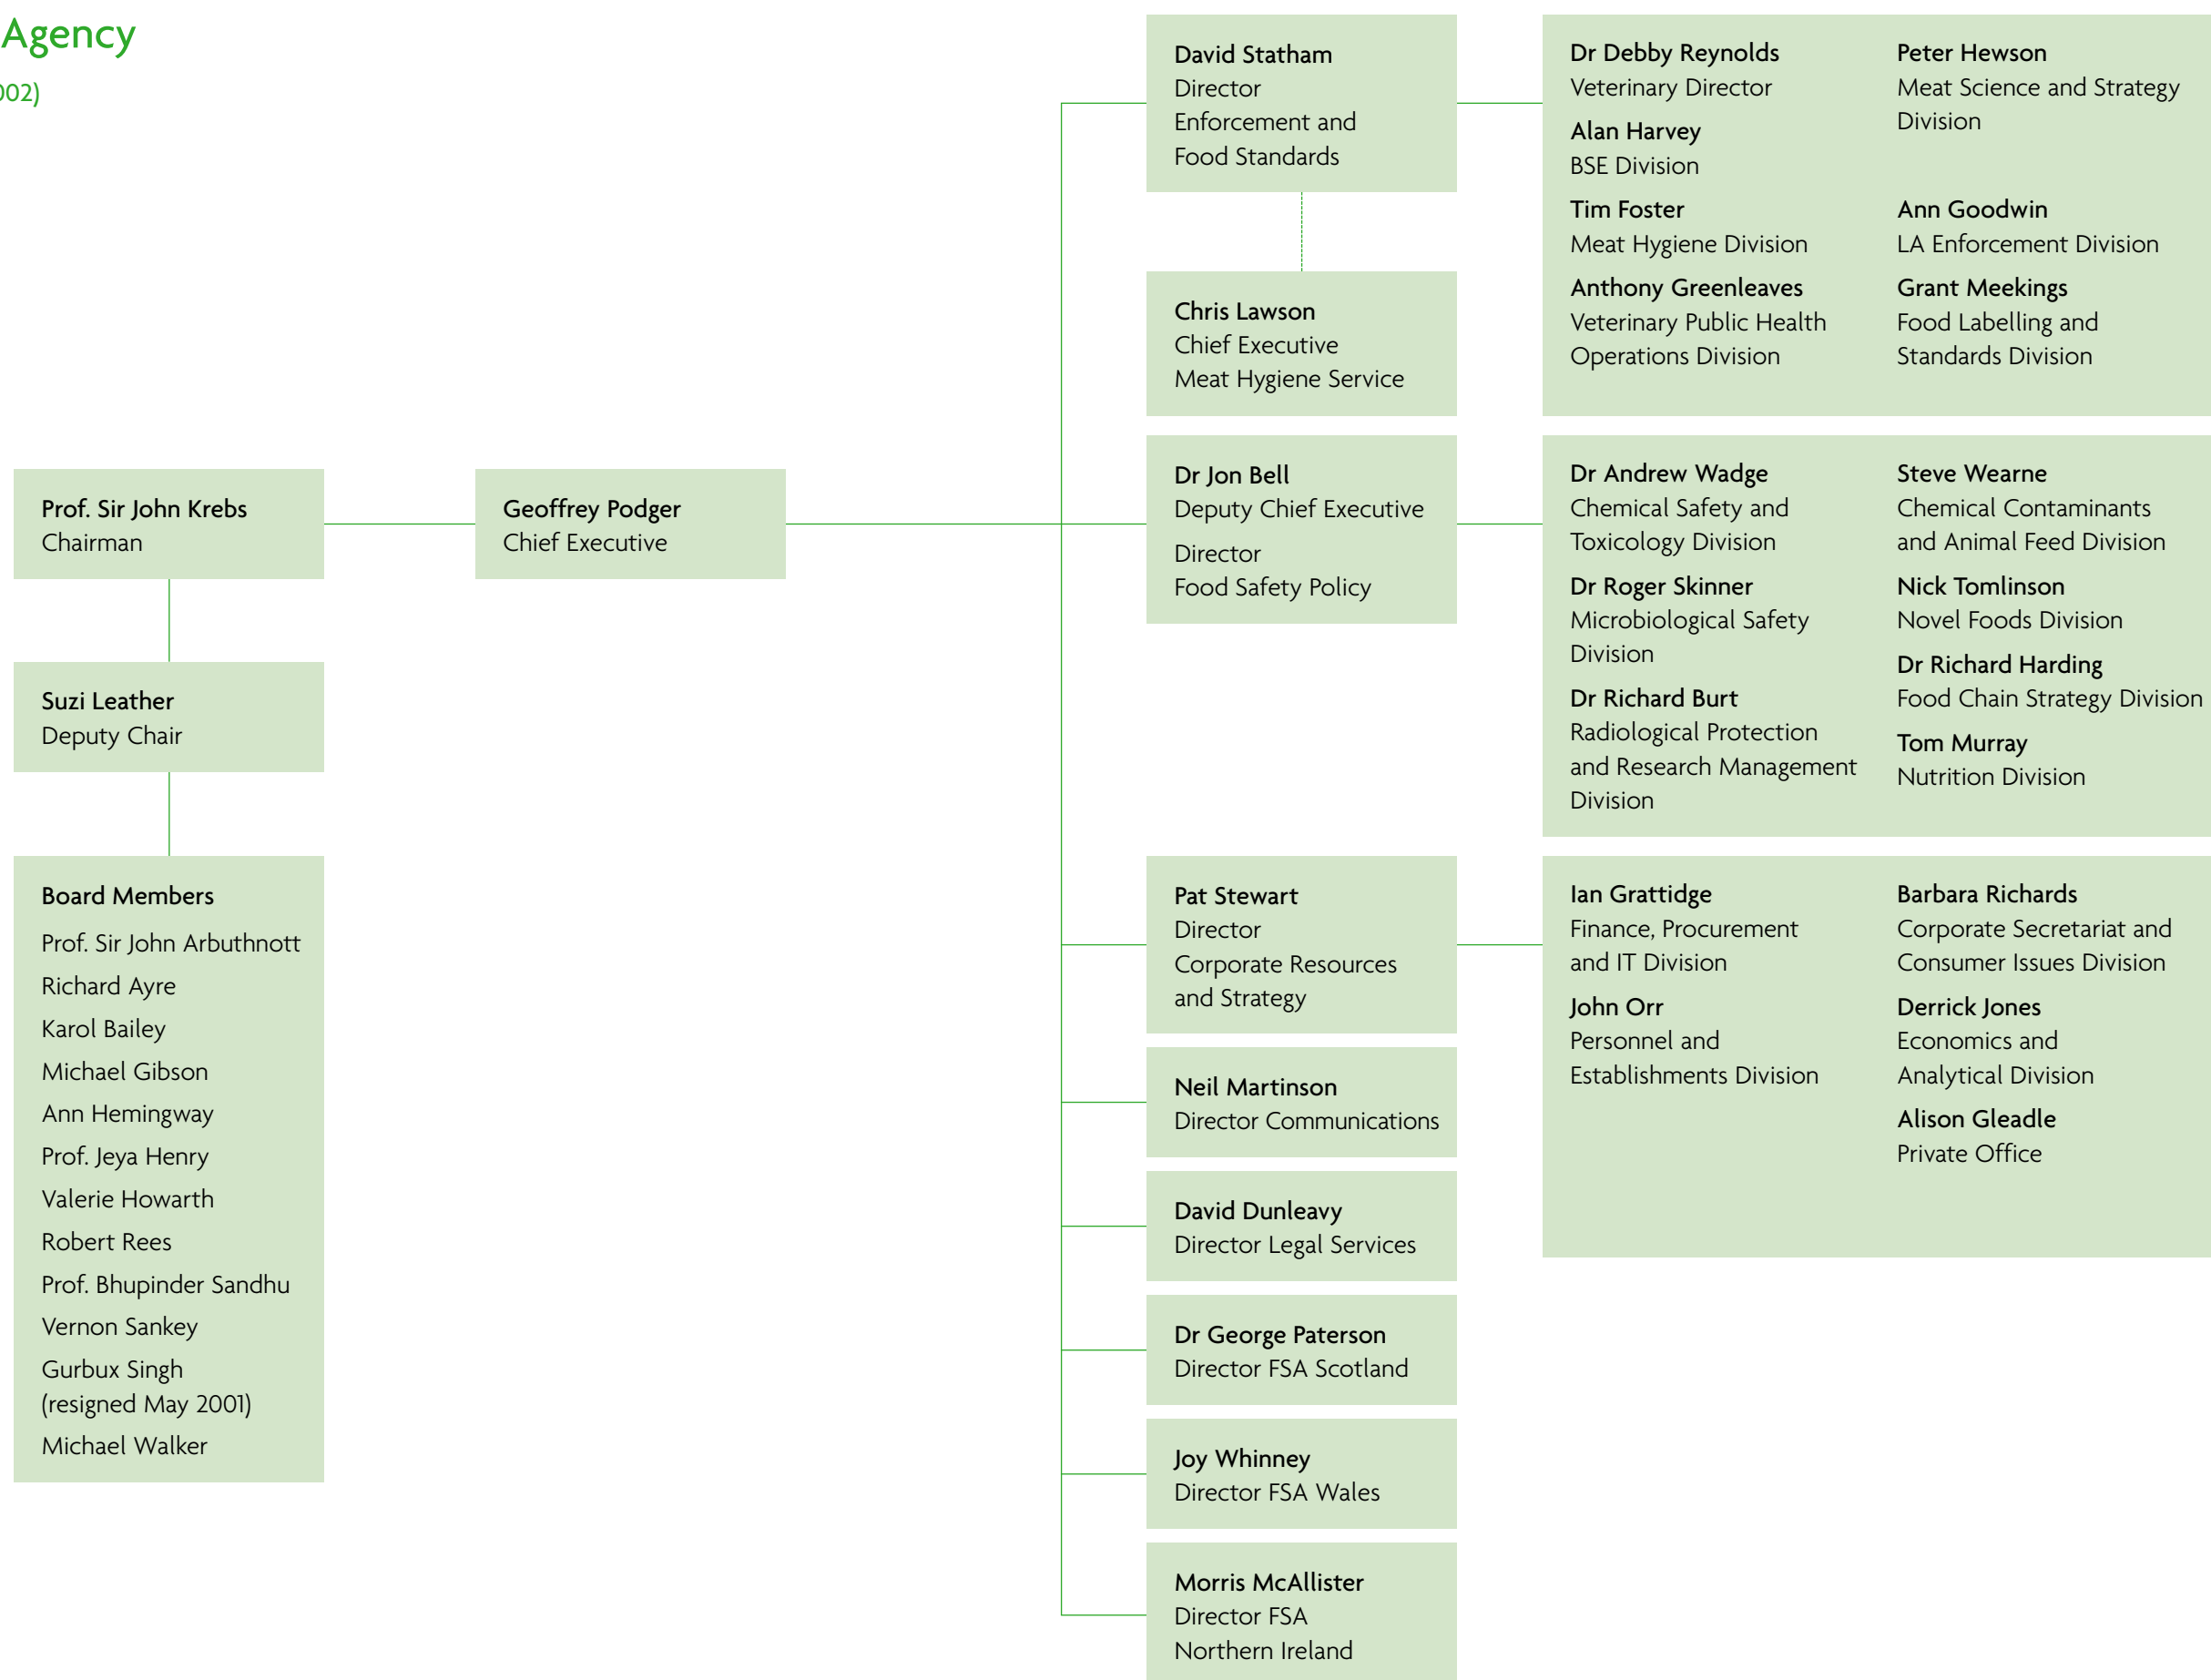 Agency
002)
Prof. Sir John Krebs
Chairman
Suzi Leather
Deputy Chair
Board Members
Prof. Sir John Arbuthnott
Richard Ayre
Karol Bailey
Michael Gibson
Ann Hemingway
Prof. Jeya Henry
Valerie Howarth
Robert Rees
Prof. Bhupinder Sandhu
Vernon Sankey
Gurbux Singh
(resigned May 2001)
Michael Walker
Geoffrey Podger
Chief Executive
David Statham
Director
Enforcement and
Food Standards
Chris Lawson
Chief Executive
Meat Hygiene Service
Dr Jon Bell
Deputy Chief Executive
Director
Food Safety Policy
Pat Stewart
Director
Corporate Resources
and Strategy
Neil Martinson
Director Communications
David Dunleavy
Director Legal Services
Dr George Paterson
Director FSA Scotland
Joy Whinney
Director FSA Wales
Morris McAllister
Director FSA
Northern Ireland
Dr Debby Reynolds
Veterinary Director
Alan Harvey
BSE Division
Tim Foster
Meat Hygiene Division
Anthony Greenleaves
Veterinary Public Health
Operations Division
Peter Hewson
Meat Science and Strategy
Division
Ann Goodwin
LA Enforcement Division
Grant Meekings
Food Labelling and
Standards Division
Dr Andrew Wadge
Chemical Safety and
Toxicology Division
Dr Roger Skinner
Microbiological Safety
Division
Dr Richard Burt
Radiological Protection
and Research Management
Division
Steve Wearne
Chemical Contaminants
and Animal Feed Division
Nick Tomlinson
Novel Foods Division
Dr Richard Harding
Food Chain Strategy Division
Tom Murray
Nutrition Division
Ian Grattidge
Finance, Procurement
and IT Division
John Orr
Personnel and
Establishments Division
Barbara Richards
Corporate Secretariat and
Consumer Issues Division
Derrick Jones
Economics and
Analytical Division
Alison Gleadle
Private Office